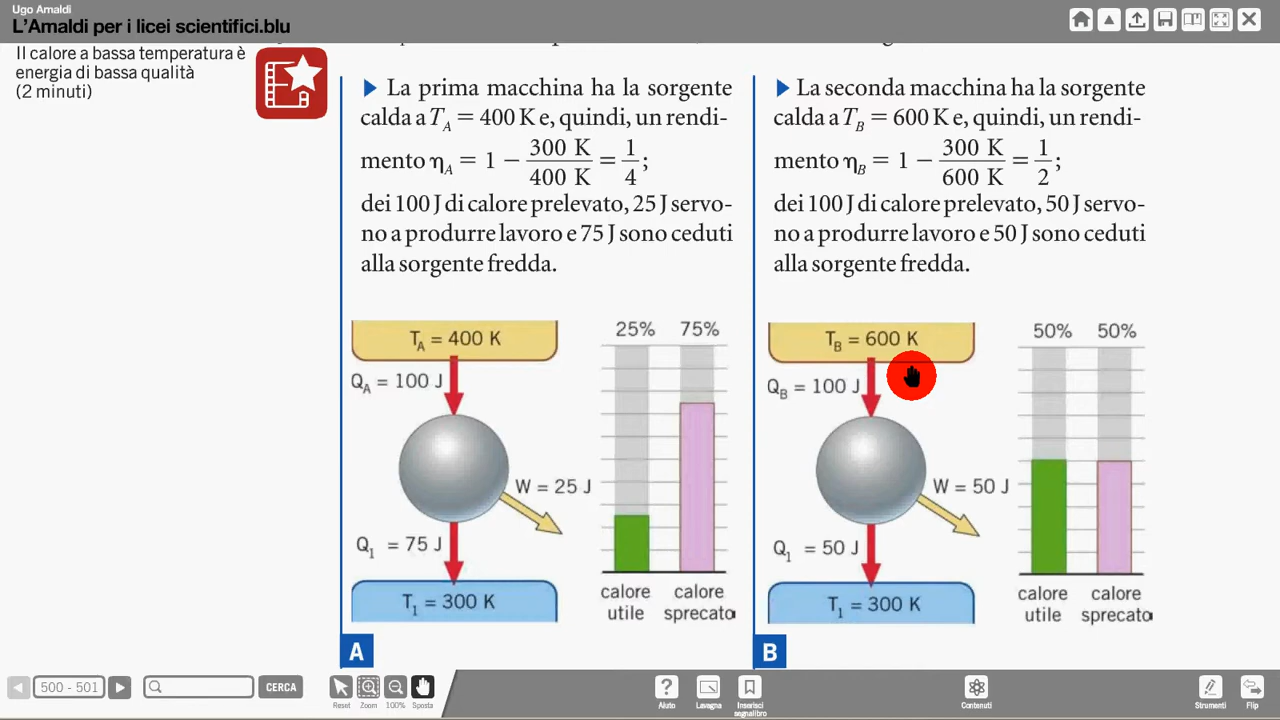 Ugo Amaldi
L'Amaldi per i licei scientifici.blu
Il calore a bassa temperatura è
energia di bassa qualità
(2 minuti)
La prima macchina ha la sorgente
calda a T_A = 400 K e, quindi, un rendi-
mento η_A = 1 − 300 K / 400 K = 1/4;
dei 100 J di calore prelevato, 25 J servo-
no a produrre lavoro e 75 J sono ceduti
alla sorgente fredda.
T_A = 400 K
Q_A = 100 J
W = 25 J
Q_1 = 75 J
T_1 = 300 K
25% 75%
calore utile
calore sprecato
A
La seconda macchina ha la sorgente
calda a T_B = 600 K e, quindi, un rendi-
mento η_B = 1 − 300 K / 600 K = 1/2;
dei 100 J di calore prelevato, 50 J servo-
no a produrre lavoro e 50 J sono ceduti
alla sorgente fredda.
T_B = 600 K
Q_B = 100 J
W = 50 J
Q_1 = 50 J
T_1 = 300 K
50% 50%
calore utile
calore sprecato
B
500 - 501
CERCA
Reset
Zoom
100%
Sposta
?
Aiuto
Lavagna
Inserisci
segnalibro
Contenuti
Strumenti
Flip